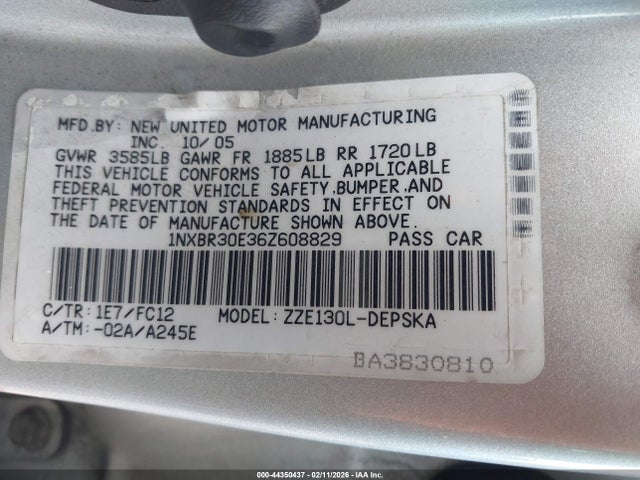 MFD.BY: NEW UNITED MOTOR MANUFACTURING
INC. 10/05
GVWR 3585LB GAWR FR 1885LB RR 1720LB
THIS VEHICLE CONFORMS TO ALL APPLICABLE
FEDERAL MOTOR VEHICLE SAFETY,BUMPER,AND
THEFT PREVENTION STANDARDS IN EFFECT ON
THE DATE OF MANUFACTURE SHOWN ABOVE.
1NXBR30E36Z608829 PASS CAR
C/TR: 1E7/FC12 MODEL: ZZE130L-DEPSKA
A/TM: -02A/A245E
BA3830810
000-44350437 - 02/11/2026 - IAA Inc.